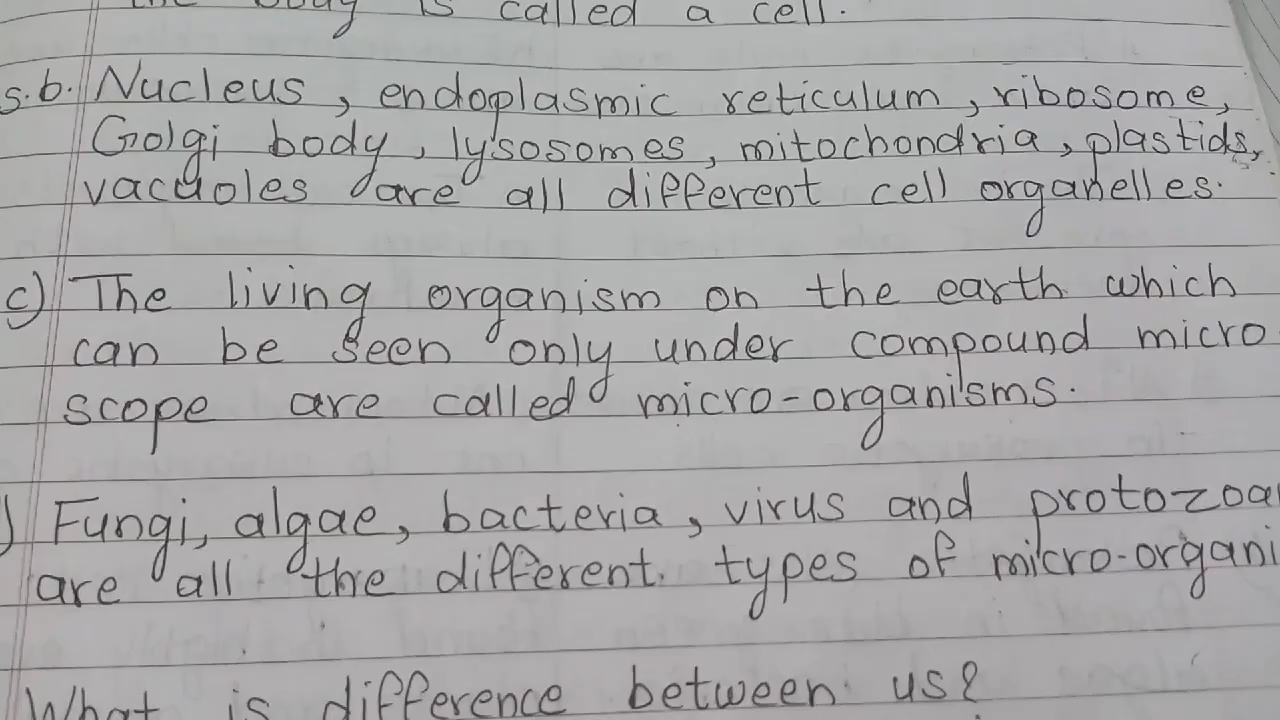 the body is called a cell.
s.b. Nucleus, endoplasmic reticulum, ribosome,
Golgi body, lysosomes, mitochondria, plastids,
vacuoles are all different cell organelles.
c) The living organism on the earth which
can be seen only under compound micro
scope are called micro-organisms.
) Fungi, algae, bacteria, virus and protozoa
are all the different types of micro-organi
What is difference between us?